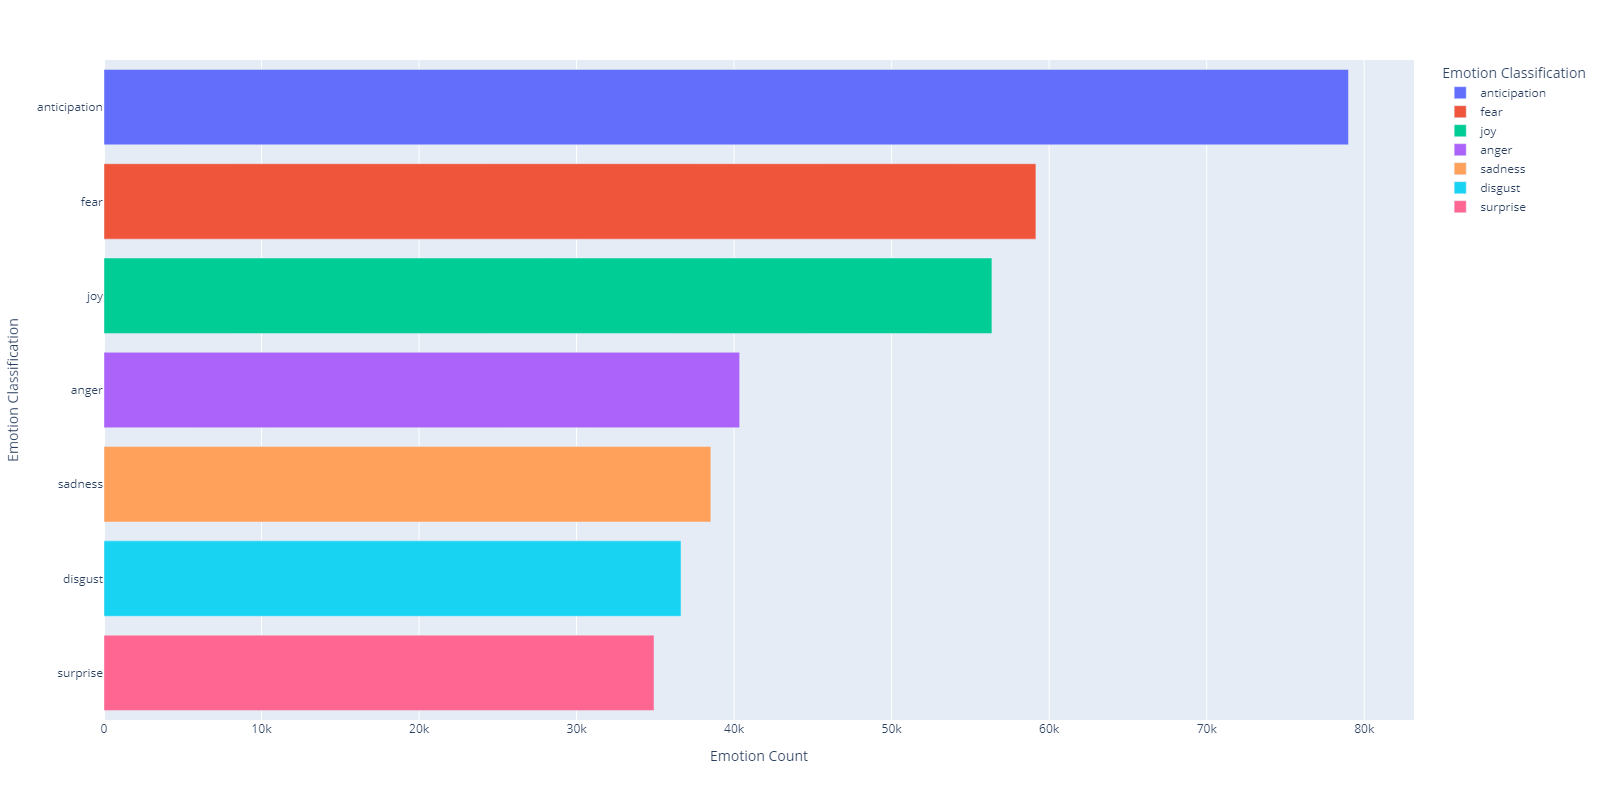 Emotion Classification
anticipation
fear
joy
anger
sadness
disgust
surprise
0 10k 20k 30k 40k 50k 60k 70k 80k
Emotion Count
Emotion Classification
anticipation
fear
joy
anger
sadness
disgust
surprise